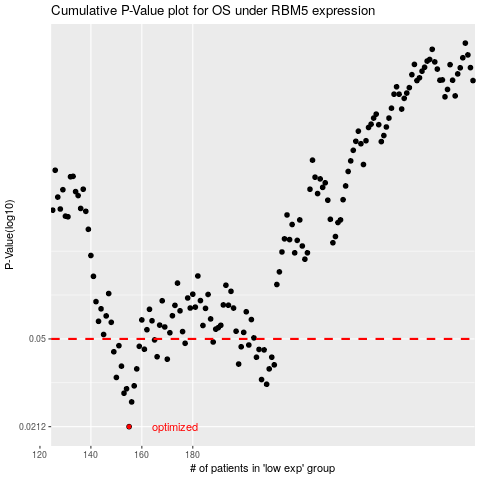 Cumulative P-Value plot for OS under RBM5 expression
P-Value(log10)
0.05
0.0212
optimized
120 140 160 180
# of patients in 'low exp' group